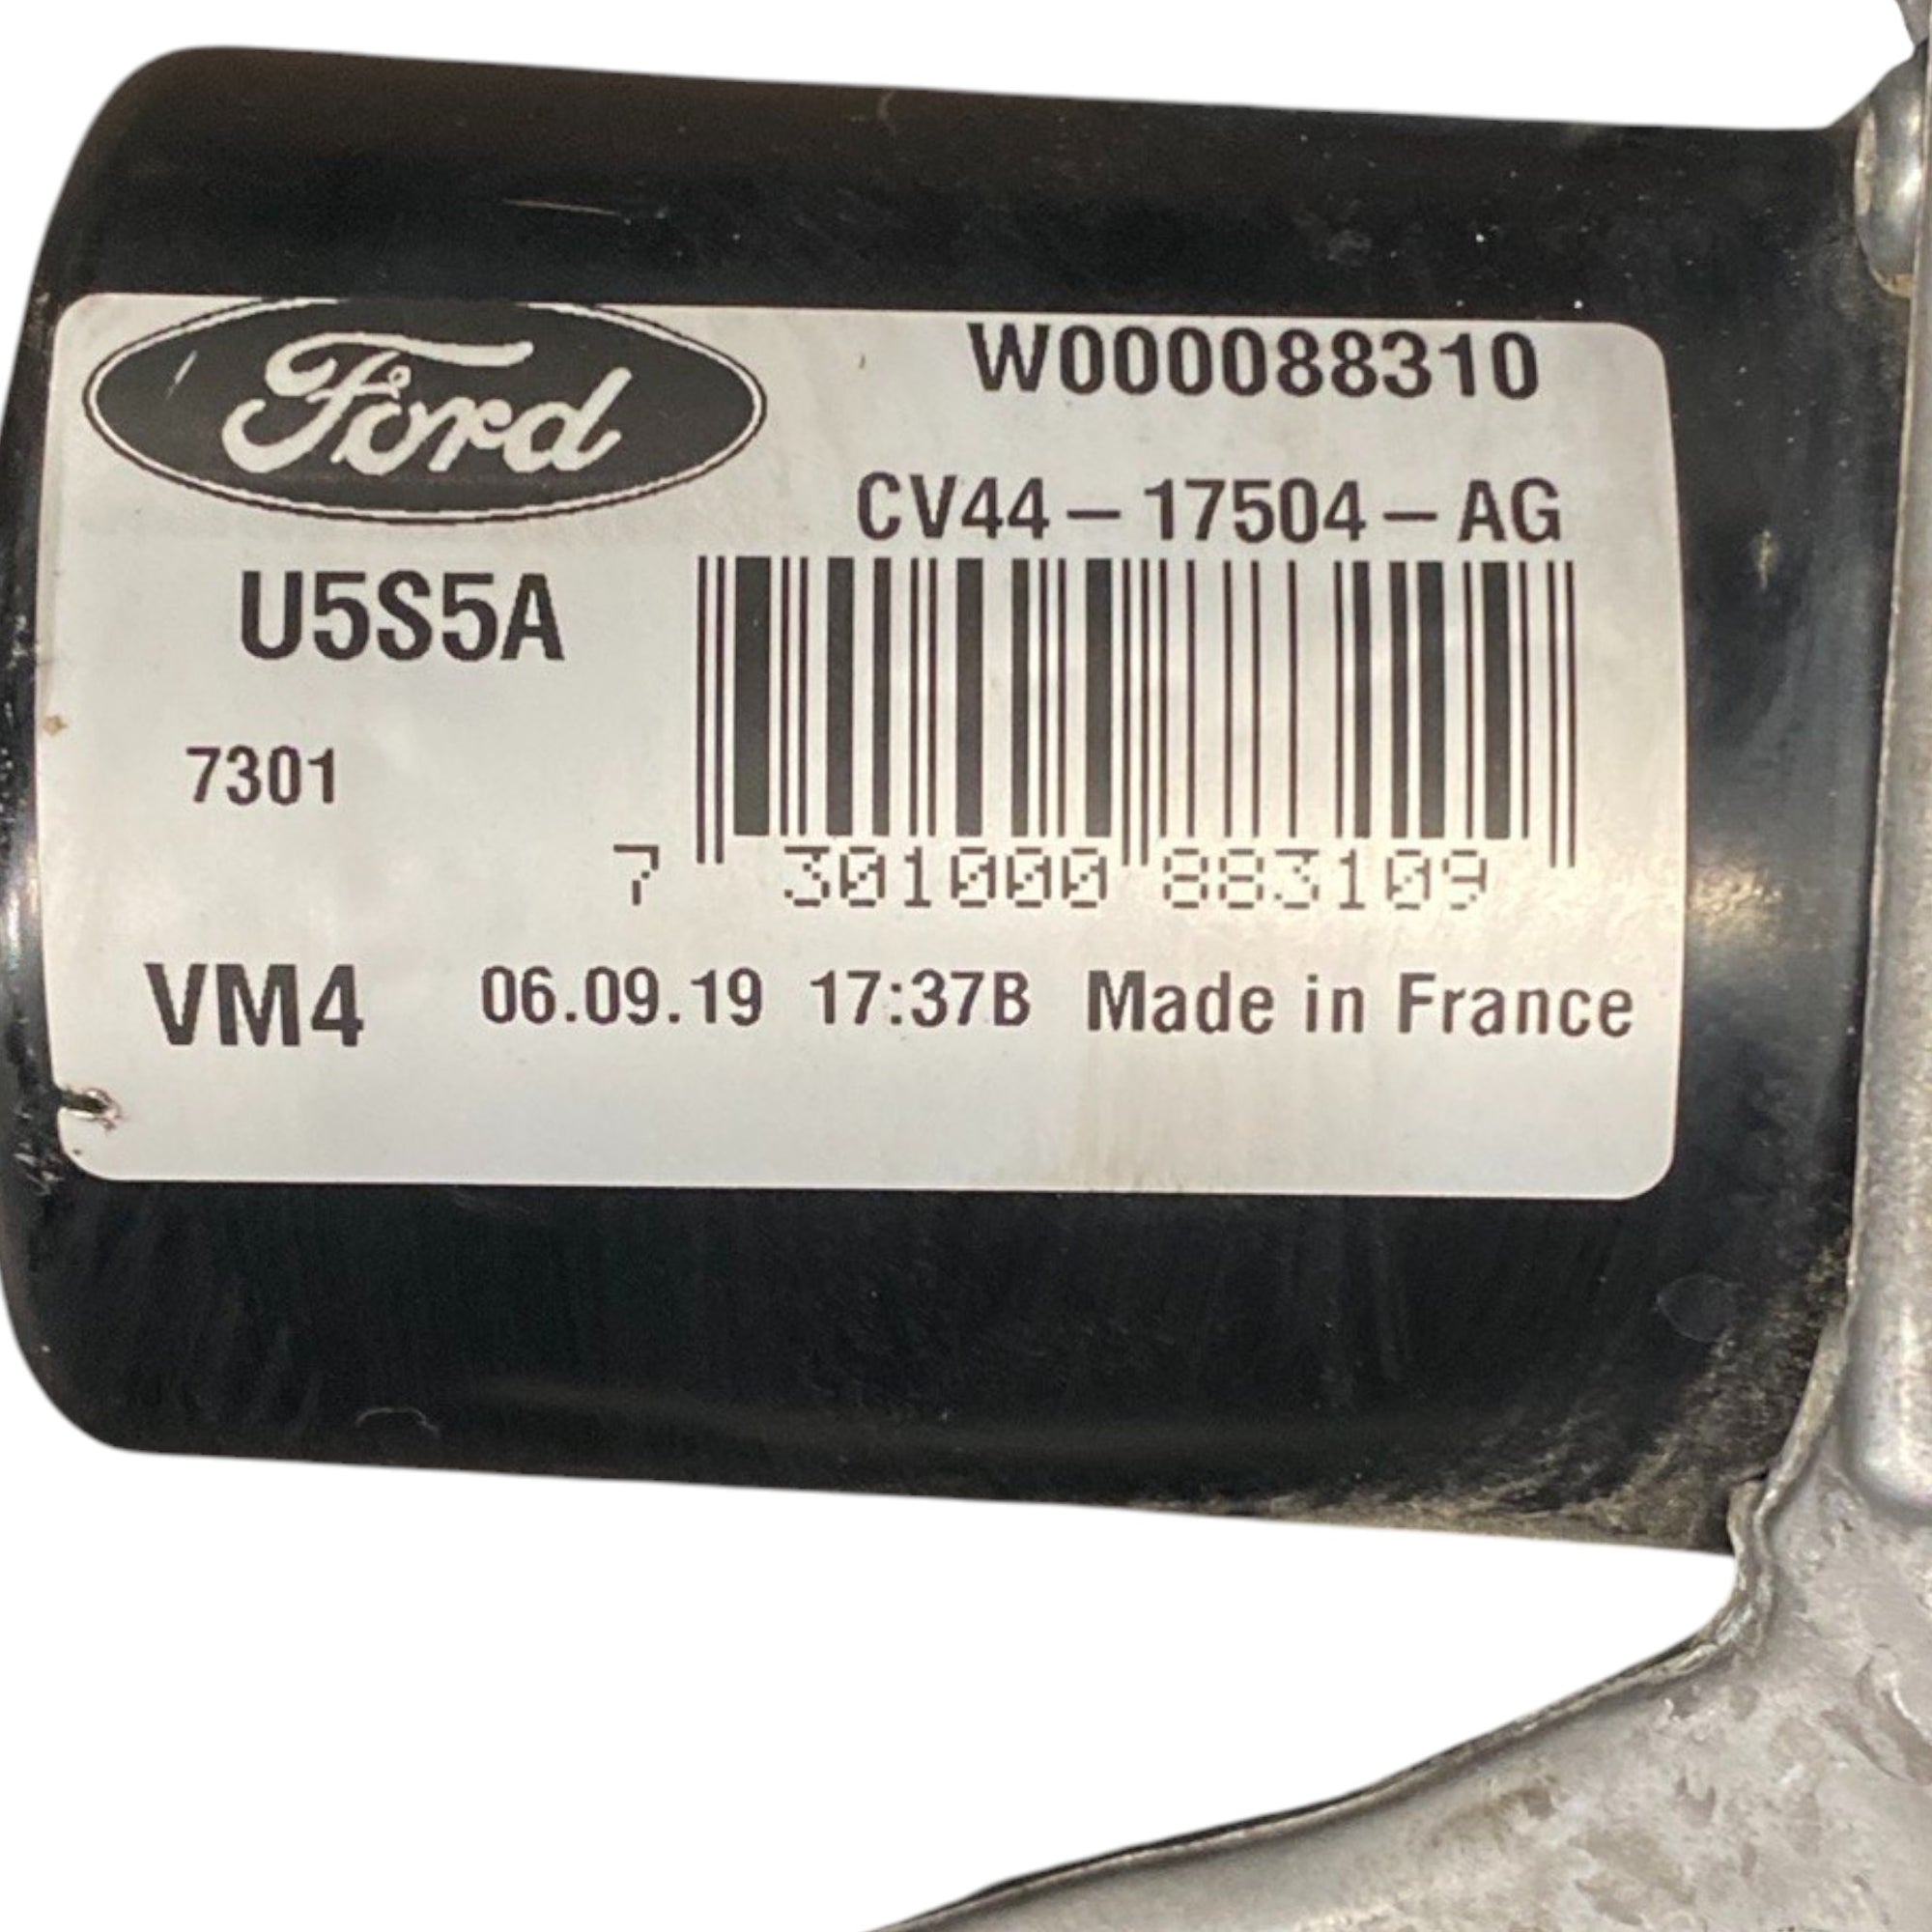 Ford
W000088310
CV44-17504-AG
U5S5A
7301
7 301000 883109
VM4 06.09.19 17:37B Made in France